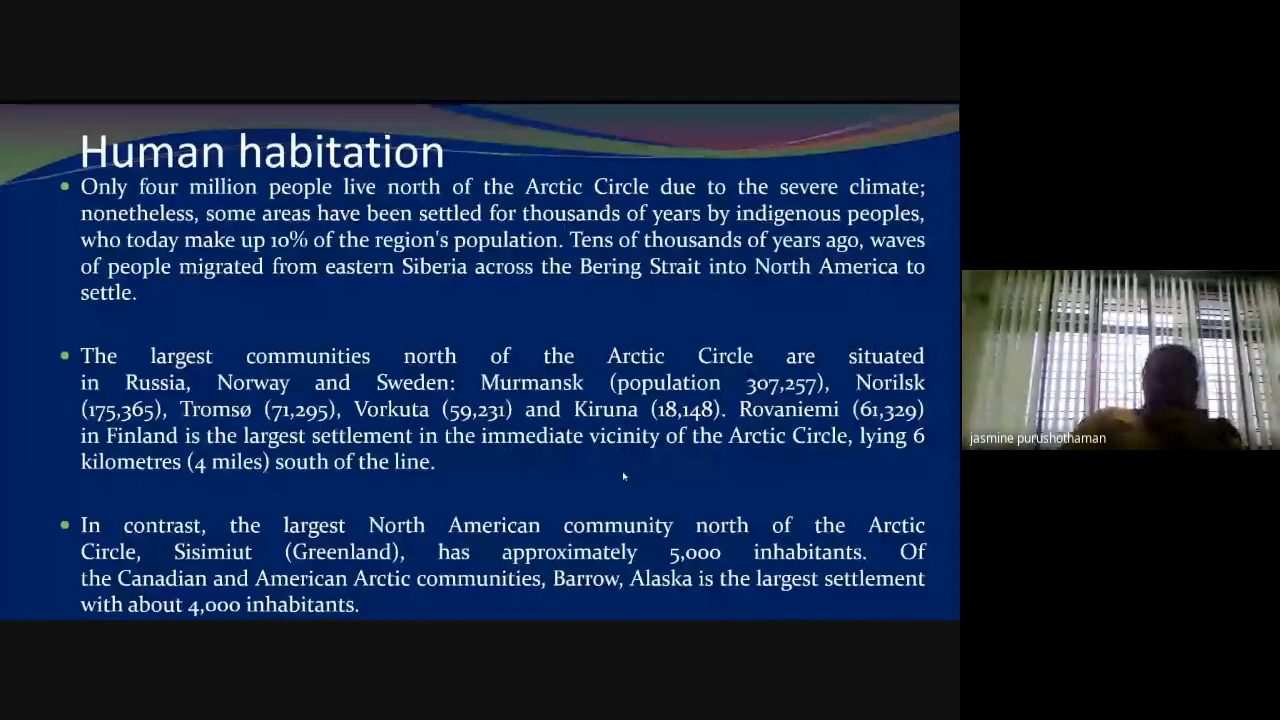 Human habitation
Only four million people live north of the Arctic Circle due to the severe climate;
nonetheless, some areas have been settled for thousands of years by indigenous peoples,
who today make up 10% of the region's population. Tens of thousands of years ago, waves
of people migrated from eastern Siberia across the Bering Strait into North America to
settle.
The largest communities north of the Arctic Circle are situated
in Russia, Norway and Sweden: Murmansk (population 307,257), Norilsk
(175,365), Tromsø (71,295), Vorkuta (59,231) and Kiruna (18,148). Rovaniemi (61,329)
in Finland is the largest settlement in the immediate vicinity of the Arctic Circle, lying 6
kilometres (4 miles) south of the line.
In contrast, the largest North American community north of the Arctic
Circle, Sisimiut (Greenland), has approximately 5,000 inhabitants. Of
the Canadian and American Arctic communities, Barrow, Alaska is the largest settlement
with about 4,000 inhabitants.
jasmine purushothaman